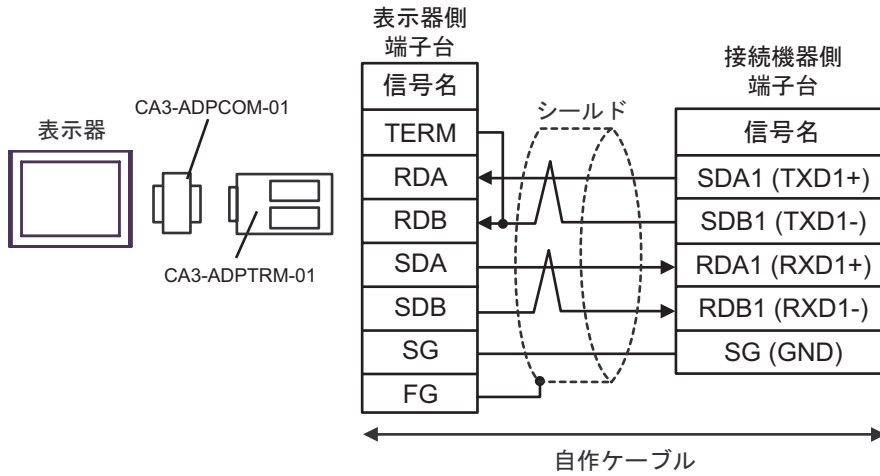 表示器
CA3-ADPCOM-01
CA3-ADPTRM-01
表示器側
端子台
信号名
TERM
RDA
RDB
SDA
SDB
SG
FG
シールド
接続機器側
端子台
信号名
SDA1 (TXD1+)
SDB1 (TXD1-)
RDA1 (RXD1+)
RDB1 (RXD1-)
SG (GND)
自作ケーブル